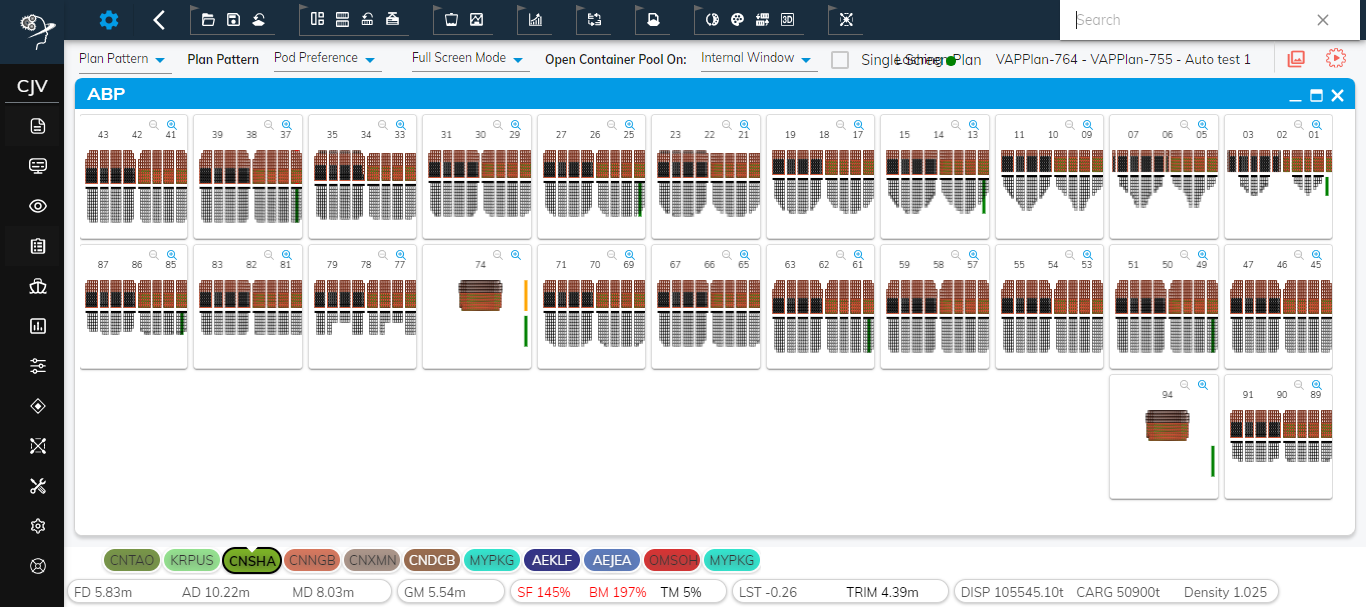 Search
Plan Pattern Plan Pattern Pod Preference Full Screen Mode Open Container Pool On: Internal Window Single Screen Plan VAPPlan-764 - VAPPlan-755 - Auto test 1
CJV
ABP
43 42 41 39 38 37 35 34 33 31 30 29 27 26 25 23 22 21 19 18 17 15 14 13 11 10 09 07 06 05 03 02 01
87 86 85 83 82 81 79 78 77 74 71 70 69 67 66 65 63 62 61 59 58 57 55 54 53 51 50 49 47 46 45
94 91 90 89
CNTAO KRPUS CNSHA CNNGB CNXMN CNDCB MYPKG AEKLF AEJEA OMSOH MYPKG
FD 5.83m AD 10.22m MD 8.03m GM 5.54m SF 145% BM 197% TM 5% LST -0.26 TRIM 4.39m DISP 105545.10t CARG 50900t Density 1.025